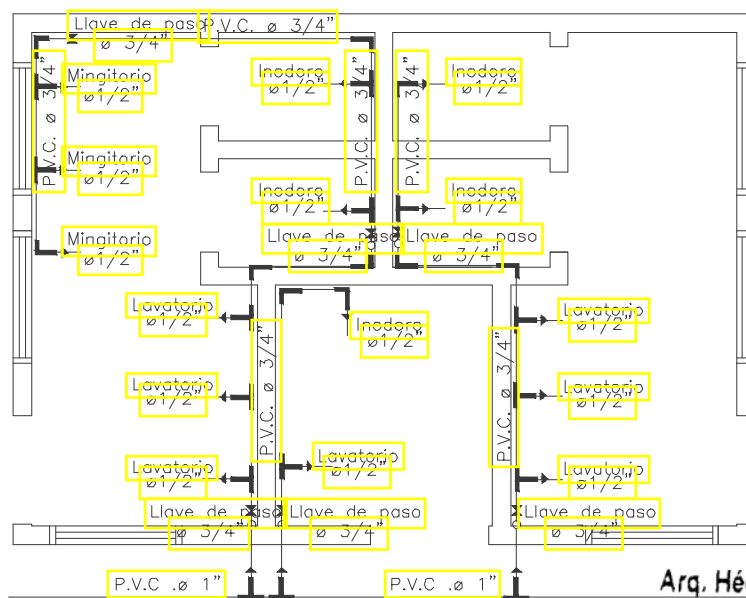 Llave de paso
ø 3/4"
P.V.C. ø 3/4"
P.V.C. ø 3/4"
Mingitorio
ø1/2"
Mingitorio
ø1/2"
Mingitorio
ø1/2"
Inodoro
ø1/2"
Inodoro
ø1/2"
P.V.C. ø 3/4"
P.V.C. ø 3/4"
Inodoro
ø1/2"
Inodoro
ø1/2"
Llave de paso
ø 3/4"
Llave de paso
ø 3/4"
Lavatorio
ø1/2"
Lavatorio
ø1/2"
Lavatorio
ø1/2"
P.V.C. ø 3/4"
Inodoro
ø1/2"
Lavatorio
ø1/2"
P.V.C. ø 3/4"
Lavatorio
ø1/2"
Lavatorio
ø1/2"
Lavatorio
ø1/2"
Llave de paso
ø 3/4"
Llave de paso
ø 3/4"
Llave de paso
ø 3/4"
P.V.C .ø 1"
P.V.C .ø 1"
Arq. Hé